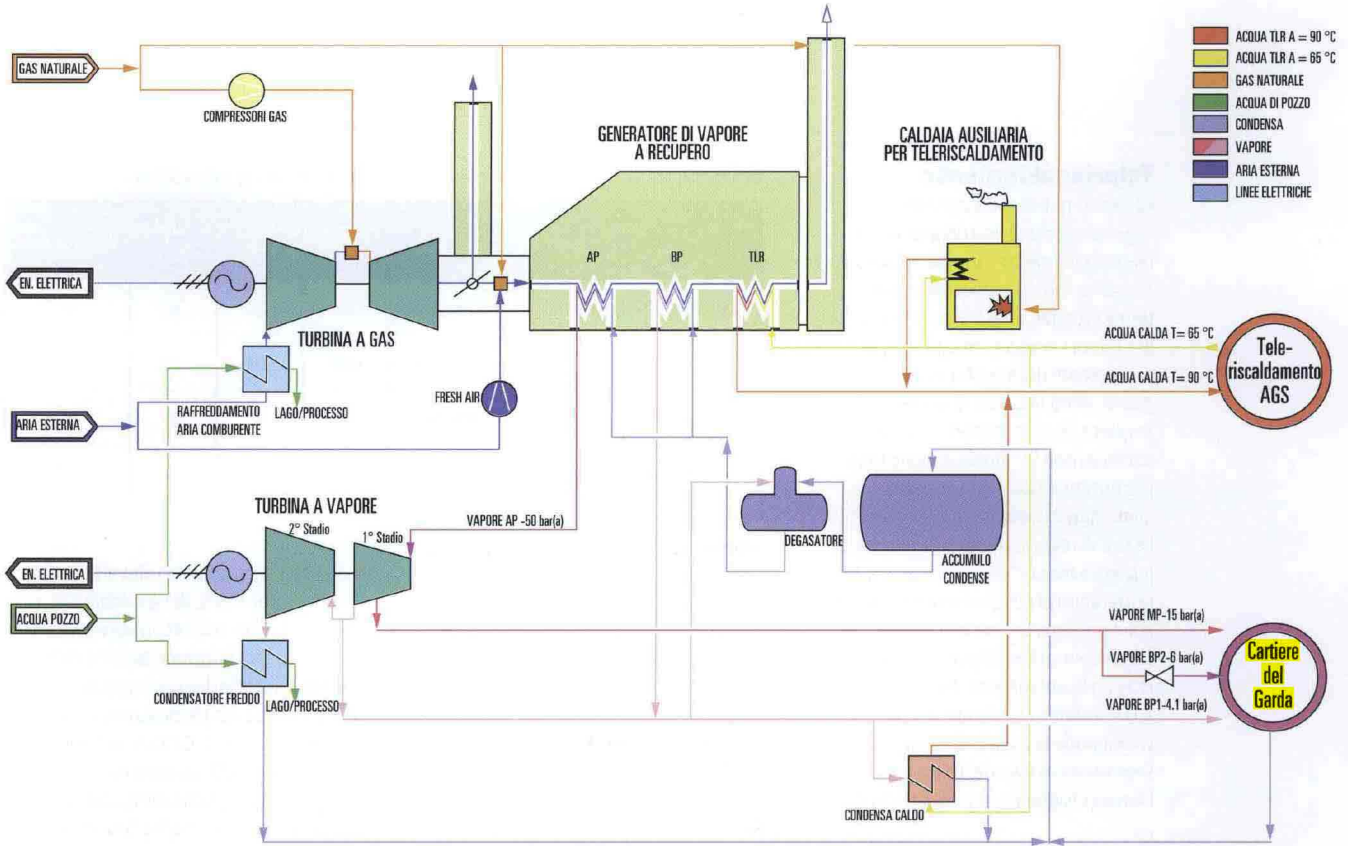 GAS NATURALE
COMPRESSORI GAS
GENERATORE DI VAPORE
A RECUPERO
CALDAIA AUSILIARIA
PER TELERISCALDAMENTO
ACQUA TLR A = 90 °C
ACQUA TLR A = 65 °C
GAS NATURALE
ACQUA DI POZZO
CONDENSA
VAPORE
ARIA ESTERNA
LINEE ELETTRICHE
AP
BP
TLR
EN. ELETTRICA
TURBINA A GAS
ACQUA CALDA T= 65 °C
ACQUA CALDA T= 90 °C
Tele-
riscaldamento
AGS
LAGO/PROCESSO
RAFFREDDAMENTO
ARIA COMBURENTE
FRESH AIR
ARIA ESTERNA
TURBINA A VAPORE
2° Stadio
1° Stadio
VAPORE AP -50 bar(a)
DEGASATORE
ACCUMULO
CONDENSE
EN. ELETTRICA
ACQUA POZZO
CONDENSATORE FREDDO
LAGO/PROCESSO
VAPORE MP-15 bar(a)
VAPORE BP2-6 bar(a)
VAPORE BP1-4.1 bar(a)
Cartiere
del
Garda
CONDENSA CALDO